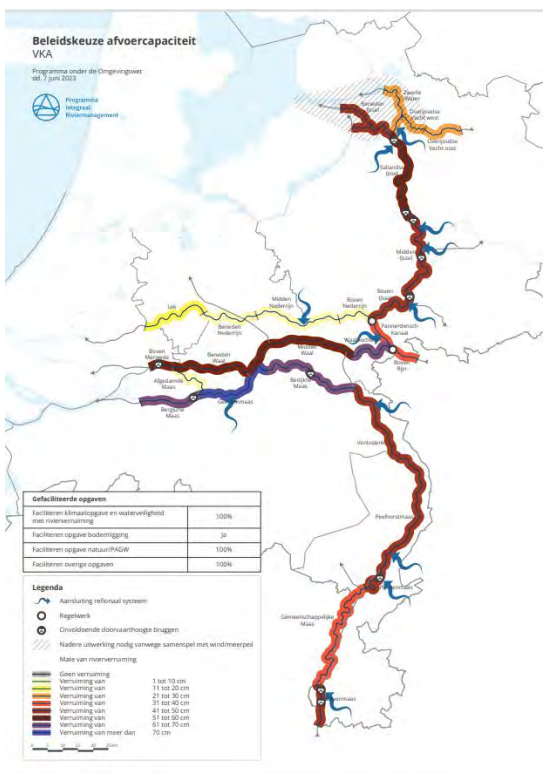 Beleidskeuze afvoercapaciteit
VKA
Programma onder de Omgevingswet
dd. 7 juni 2023
Programma
Integraal
Riviermanagement
Zwarte
Water
Beneden
IJssel
Overijsselse
Vecht west
Overijsselse
Vecht oost
Sallandse
IJssel
Midden
IJssel
Boven
IJssel
Lek
Beneden
Nederrijn
Midden
Nederrijn
Boven
Nederrijn
Pannerdensch
Kanaal
Boven
Rijn
Boven
Merwede
Beneden
Waal
Midden
Waal
Afgedamde
Maas
Bergsche
Maas
Bedijkte
Maas
Peelhorstmaas
Gemeenschappelijke
Maas
Gefaciliteerde opgaven
Faciliteren klimaatopgave en waterveiligheid
met rivierverruiming 100%
Faciliteren opgave bodemligging Ja
Faciliteren opgave natuur/PAGW 100%
Faciliteren overige opgaven 100%
Legenda
Aansluiting refionaal systeem
Regelwerk
Onvoldoende doorvaarthoogte bruggen
Nadere uitwerking nodig vanwege samenspel met wind/meerpeil
Mate van rivierverruiming
Geen verruiming
Verruiming van 1 tot 10 cm
Verruiming van 11 tot 20 cm
Verruiming van 21 tot 30 cm
Verruiming van 31 tot 40 cm
Verruiming van 41 tot 50 cm
Verruiming van 51 tot 60 cm
Verruiming van 61 tot 70 cm
Verruiming van meer dan 70 cm